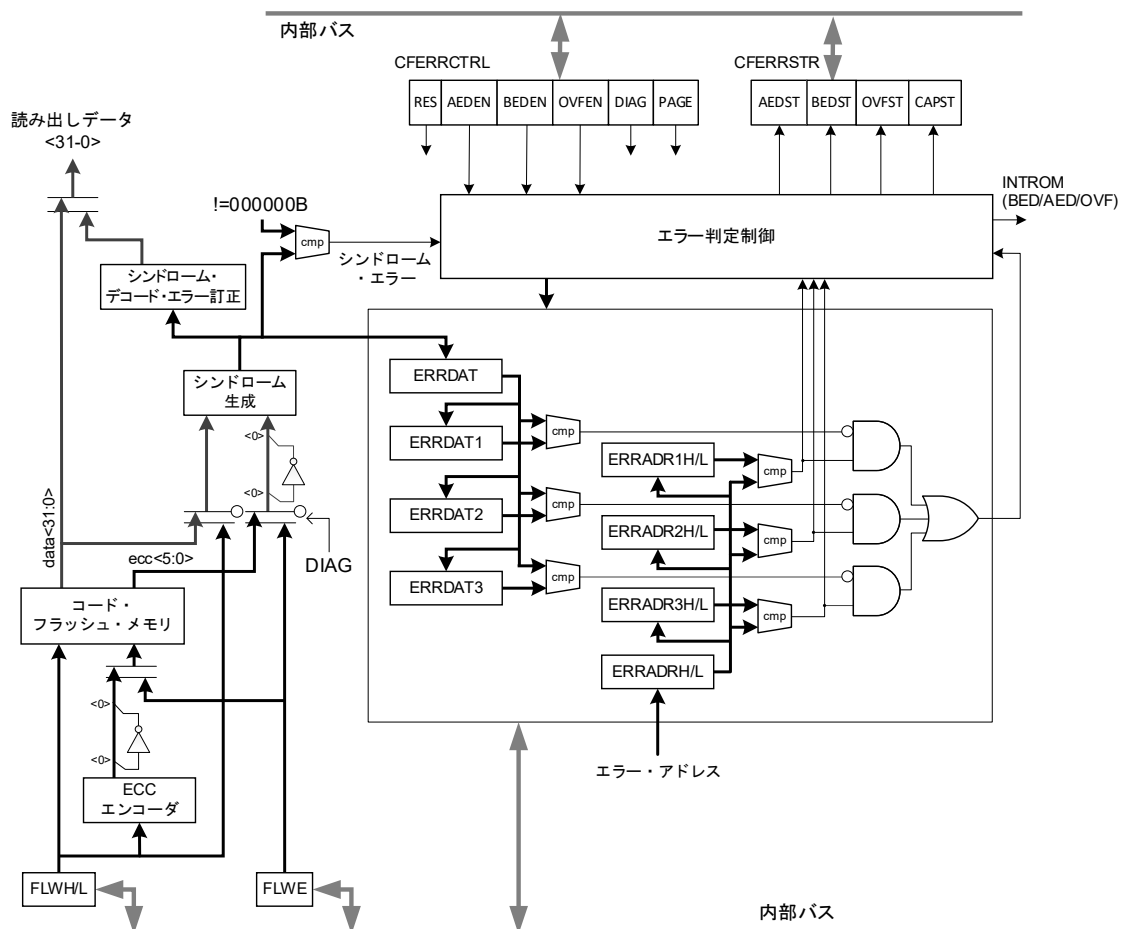 内部バス
CFERRCTRL
CFERRSTR
RES AEDEN BEDEN OVFEN DIAG PAGE
AEDST BEDST OVFST CAPST
読み出しデータ
<31-0>
!=000000B
cmp
シンドローム
・エラー
エラー判定制御
INTROM
(BED/AED/OVF)
シンドローム・
デコード・エラー訂正
シンドローム
生成
ERRDAT
ERRDAT1
cmp
ERRDAT2
cmp
ERRDAT3
cmp
ERRADR1H/L
cmp
ERRADR2H/L
cmp
ERRADR3H/L
cmp
ERRADRH/L
エラー・アドレス
<0>
<0>
DIAG
data<31:0>
ecc<5:0>
コード・
フラッシュ・メモリ
<0>
<0>
ECC
エンコーダ
FLWH/L
FLWE
内部バス